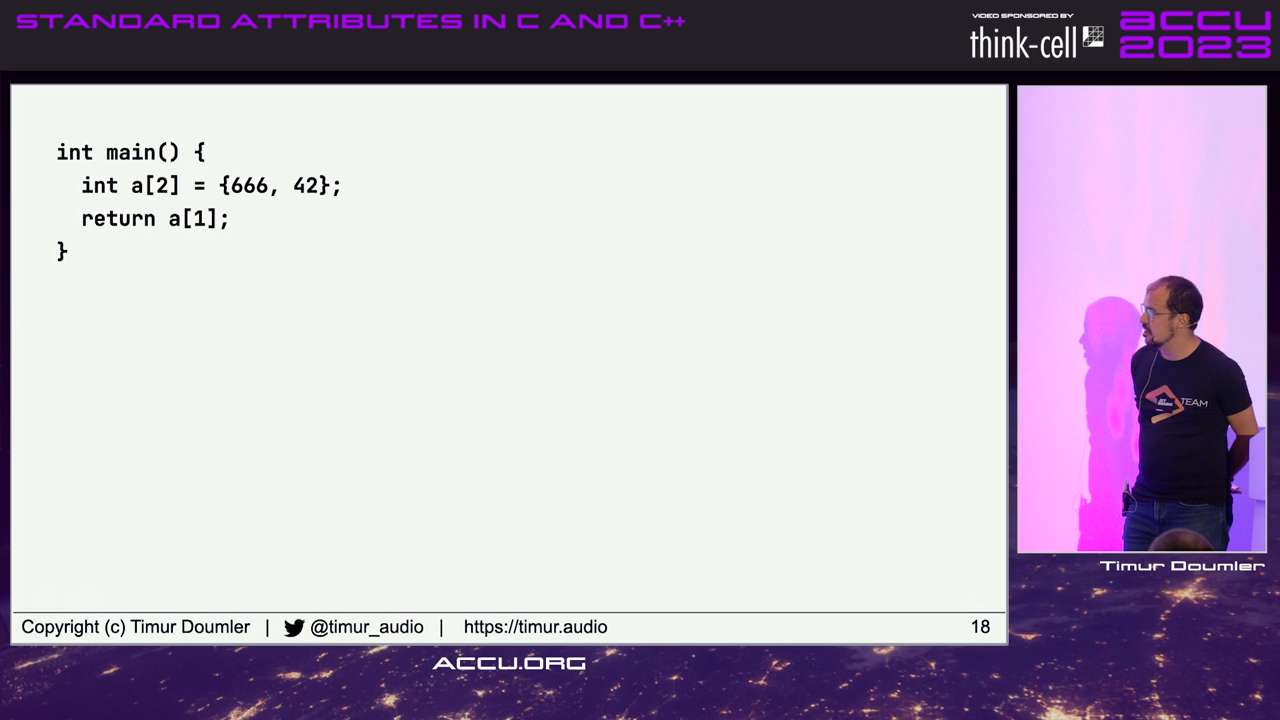 STANDARD ATTRIBUTES IN C AND C++
VIDEO SPONSORED BY
think-cell
ACCU
2023
int main() {
int a[2] = {666, 42};
return a[1];
}
TEAM
Timur Doumler
Copyright (c) Timur Doumler | @timur_audio | https://timur.audio
18
ACCU.ORG